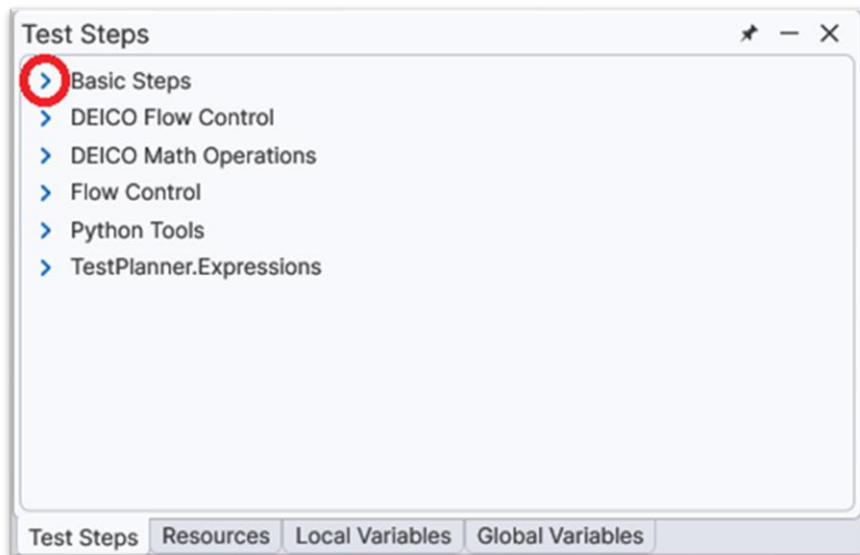 Test Steps
Basic Steps
DEICO Flow Control
DEICO Math Operations
Flow Control
Python Tools
TestPlanner.Expressions
Test Steps Resources Local Variables Global Variables